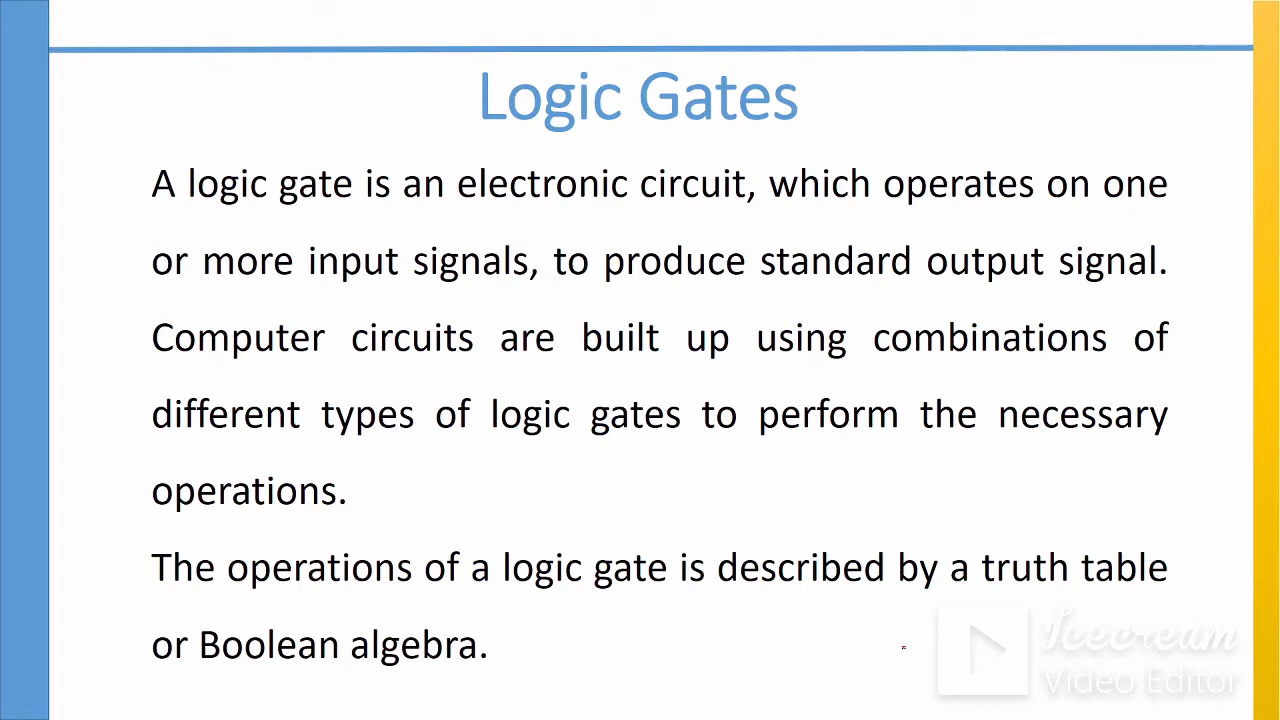 Logic Gates
A logic gate is an electronic circuit, which operates on one
or more input signals, to produce standard output signal.
Computer circuits are built up using combinations of
different types of logic gates to perform the necessary
operations.
The operations of a logic gate is described by a truth table
or Boolean algebra.
Icecream
Video Editor